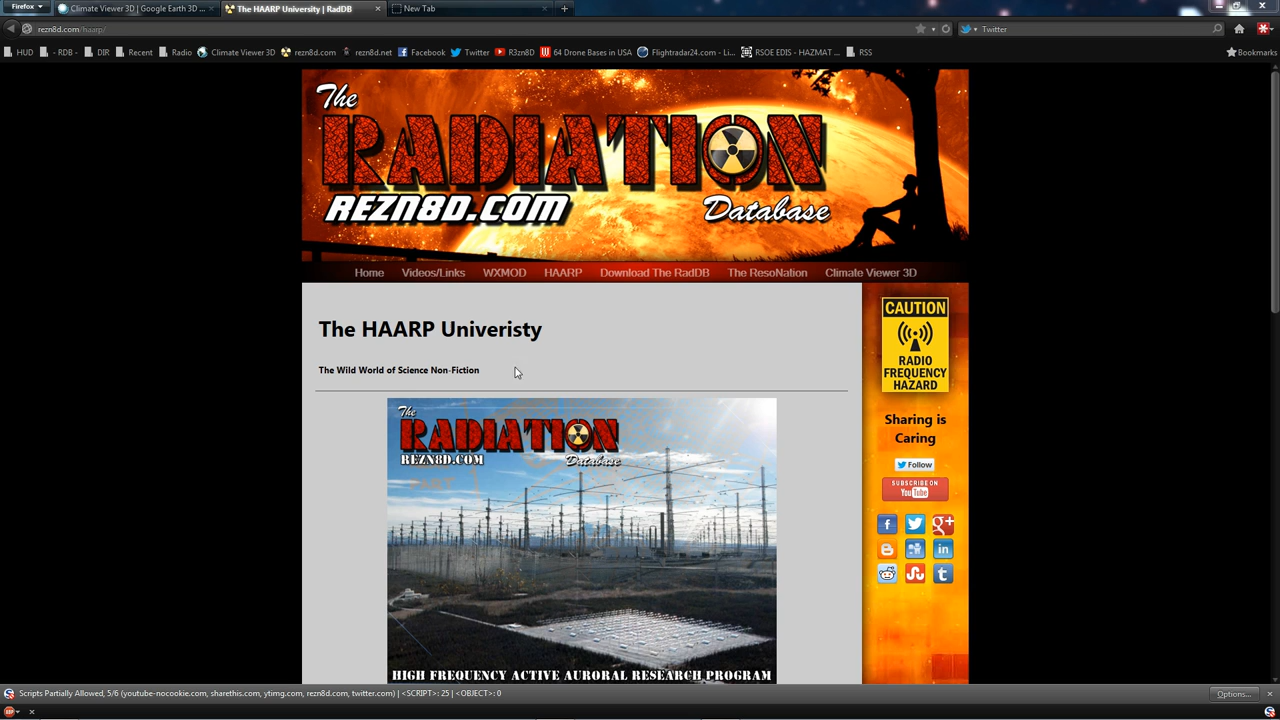 Firefox
Climate Viewer 3D | Google Earth 3D ...
The HAARP University | RadDB
New Tab
rezn8d.com/haarp/
Twitter
HUD
- RDB -
DIR
Recent
Radio
Climate Viewer 3D
rezn8d.com
rezn8d.net
Facebook
Twitter
R3zn8D
64 Drone Bases in USA
Flightradar24.com - Li...
RSOE EDIS - HAZMAT ...
RSS
Bookmarks
The
RADIATION
REZN8D.COM
Database
Home
Videos/Links
WXMOD
HAARP
Download The RadDB
The ResoNation
Climate Viewer 3D
The HAARP Univeristy
The Wild World of Science Non-Fiction
The
RADIATION
REZN8D.COM
Database
HIGH FREQUENCY ACTIVE AURORAL RESEARCH PROGRAM
CAUTION
RADIO
FREQUENCY
HAZARD
Sharing is
Caring
Follow
SUBSCRIBE ON
YouTube
Scripts Partially Allowed, 5/6 (youtube-nocookie.com, sharethis.com, ytimg.com, rezn8d.com, twitter.com) | <SCRIPT>: 25 | <OBJECT>: 0
Options...
ABP